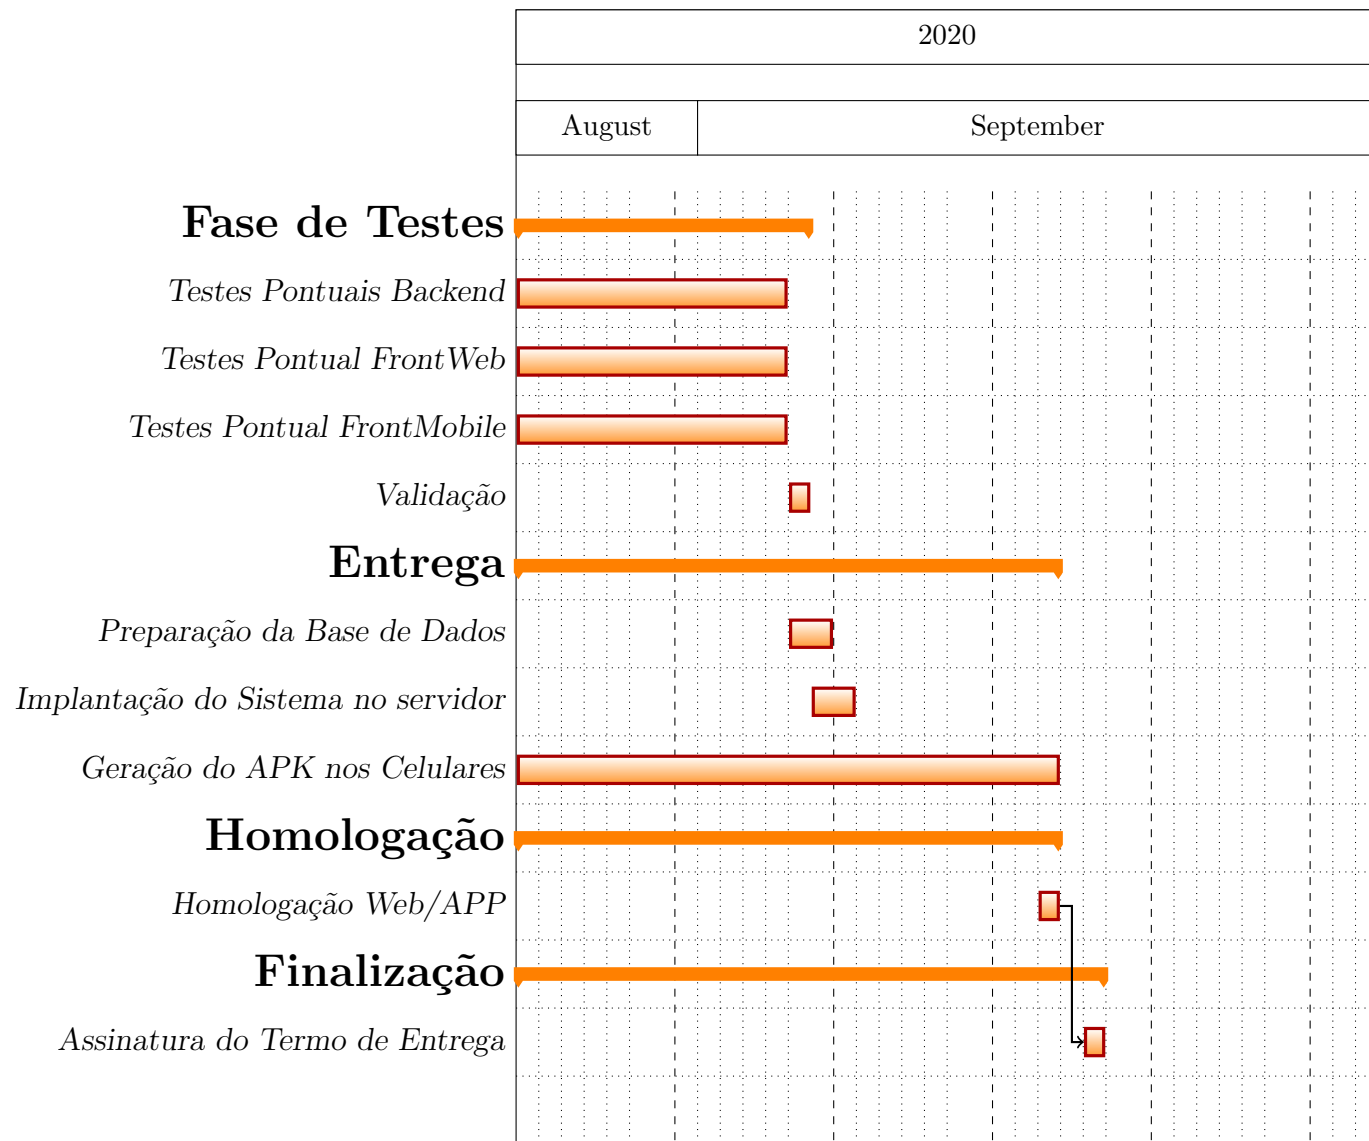 2020
August
September
Fase de Testes
Testes Pontuais Backend
Testes Pontual FrontWeb
Testes Pontual FrontMobile
Validação
Entrega
Preparação da Base de Dados
Implantação do Sistema no servidor
Geração do APK nos Celulares
Homologação
Homologação Web/APP
Finalização
Assinatura do Termo de Entrega